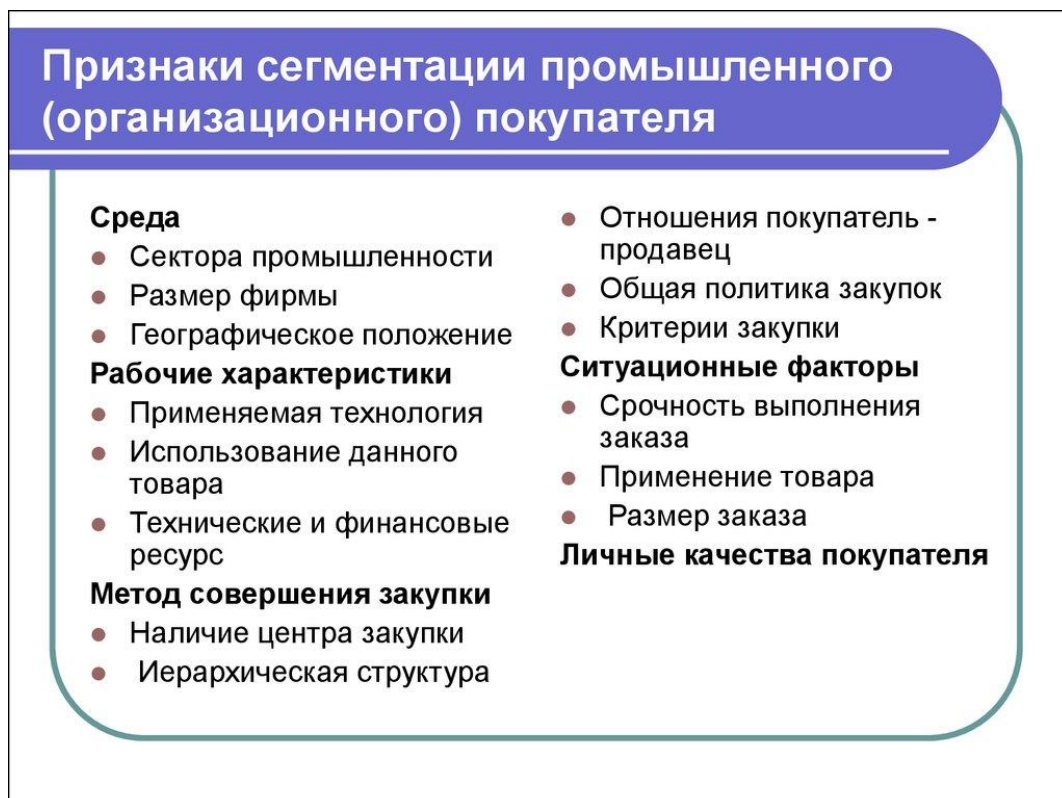 Признаки сегментации промышленного
(организационного) покупателя
Среда
Сектора промышленности
Размер фирмы
Географическое положение
Рабочие характеристики
Применяемая технология
Использование данного
товара
Технические и финансовые
ресурс
Метод совершения закупки
Наличие центра закупки
Иерархическая структура
Отношения покупатель -
продавец
Общая политика закупок
Критерии закупки
Ситуационные факторы
Срочность выполнения
заказа
Применение товара
Размер заказа
Личные качества покупателя